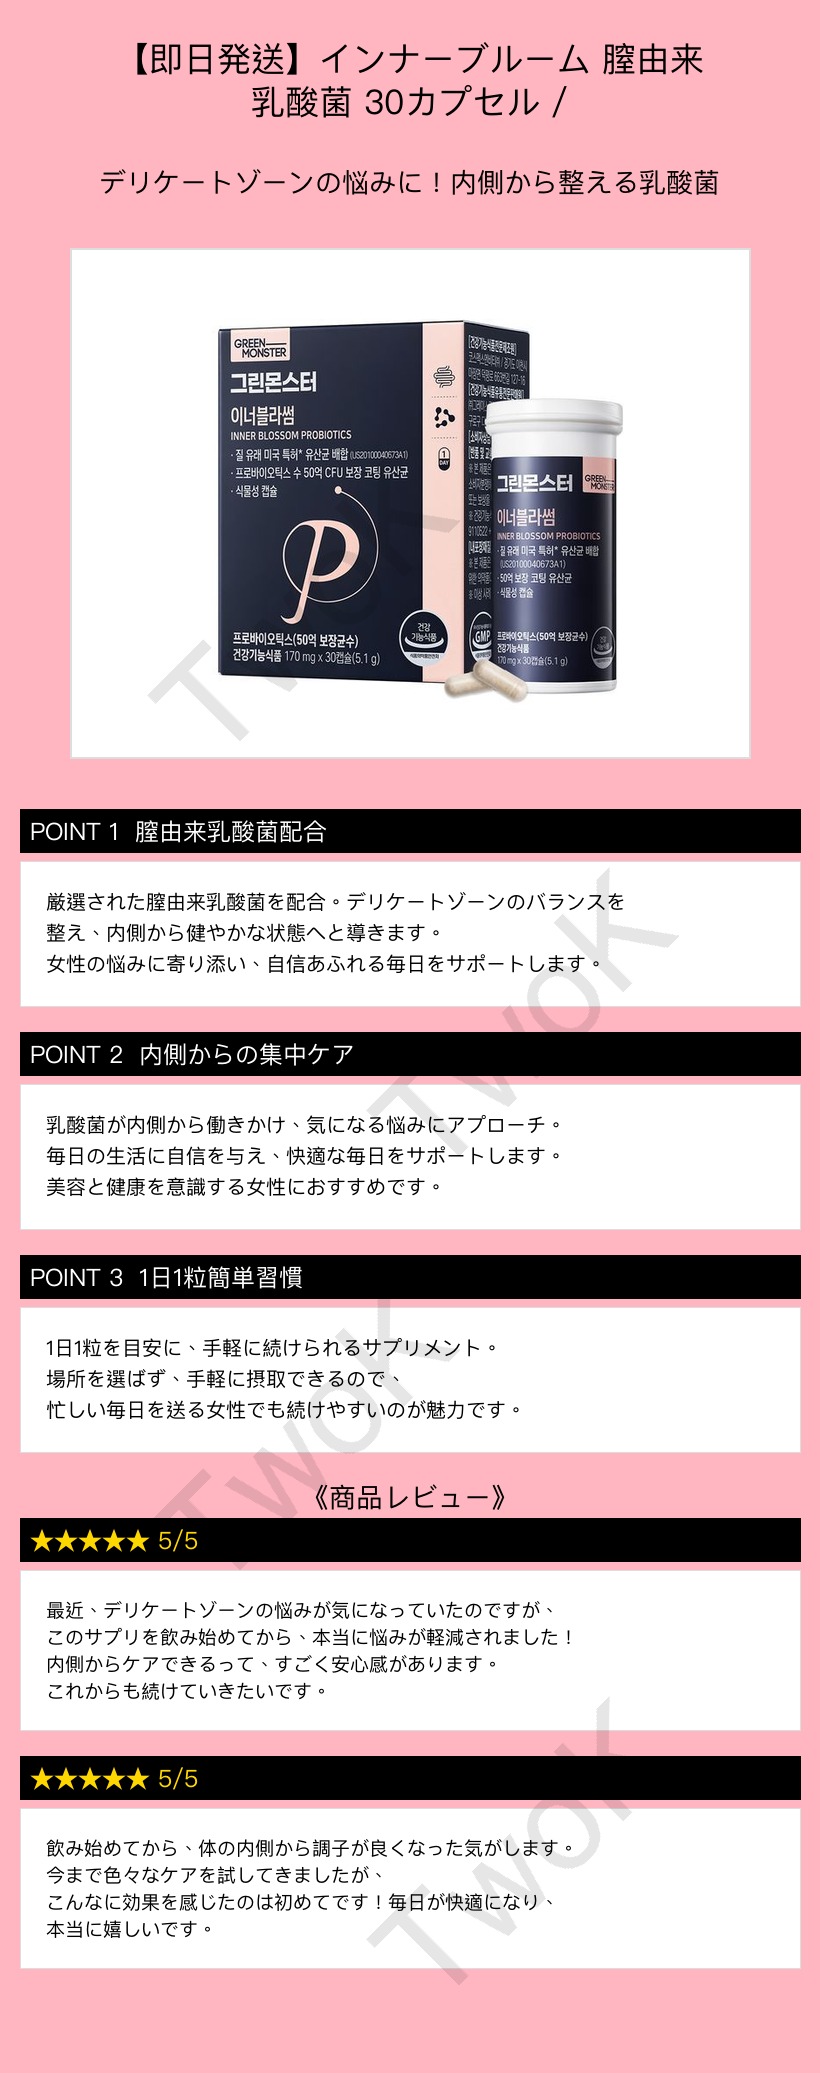 【即日発送】インナーブルーム 膣由来
乳酸菌 30カプセル /
デリケートゾーンの悩みに！内側から整える乳酸菌
GREEN
MONSTER
그린몬스터
이너블라썸
INNER BLOSSOM PROBIOTICS
· 질 유래 미국 특허* 유산균 배합 (US20100040673A1)
· 프로바이오틱스 수 50억 CFU 보장 코팅 유산균
· 식물성 캡슐
P
프로바이오틱스(50억 보장균수)
건강기능식품 170 mg x 30캡슐(5.1 g)
건강
기능식품
1
DAY
[건강기능식품전문제조원]
GMP
그린몬스터
GREEN
MONSTER
이너블라썸
INNER BLOSSOM PROBIOTICS
· 질 유래 미국 특허* 유산균 배합
(US20100040673A1)
· 50억 보장 코팅 유산균
· 식물성 캡슐
프로바이오틱스(50억 보장균수)
건강기능식품
170 mg x 30캡슐(5.1 g)
POINT 1 膣由来乳酸菌配合
厳選された膣由来乳酸菌を配合。デリケートゾーンのバランスを
整え、内側から健やかな状態へと導きます。
女性の悩みに寄り添い、自信あふれる毎日をサポートします。
POINT 2 内側からの集中ケア
乳酸菌が内側から働きかけ、気になる悩みにアプローチ。
毎日の生活に自信を与え、快適な毎日をサポートします。
美容と健康を意識する女性におすすめです。
POINT 3 1日1粒簡単習慣
1日1粒を目安に、手軽に続けられるサプリメント。
場所を選ばず、手軽に摂取できるので、
忙しい毎日を送る女性でも続けやすいのが魅力です。
《商品レビュー》
★★★★★ 5/5
最近、デリケートゾーンの悩みが気になっていたのですが、
このサプリを飲み始めてから、本当に悩みが軽減されました！
内側からケアできるって、すごく安心感があります。
これからも続けていきたいです。
★★★★★ 5/5
飲み始めてから、体の内側から調子が良くなった気がします。
今まで色々なケアを試してきましたが、
こんなに効果を感じたのは初めてです！毎日が快適になり、
本当に嬉しいです。
TwoK
TwoK
TwoK
TwoK